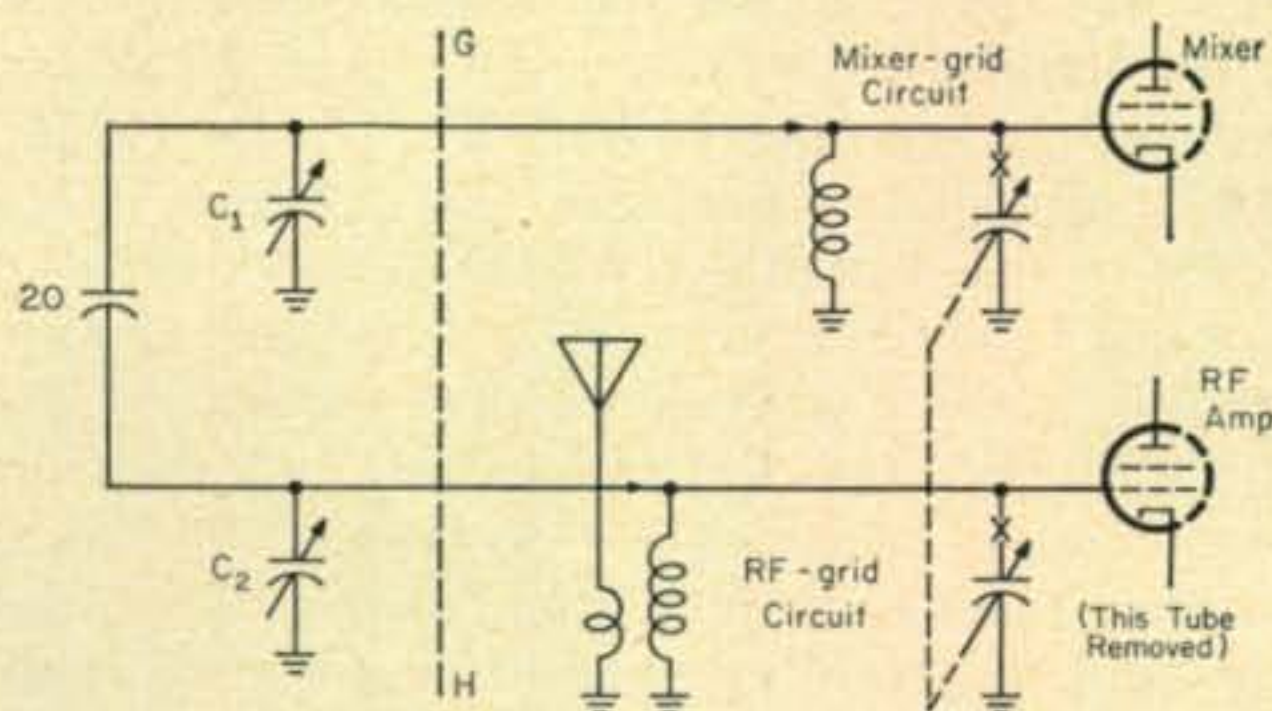 G
Mixer-grid
Circuit
Mixer
C1
20
RF
Amp
C2
RF-grid
Circuit
(This Tube
Removed)
H